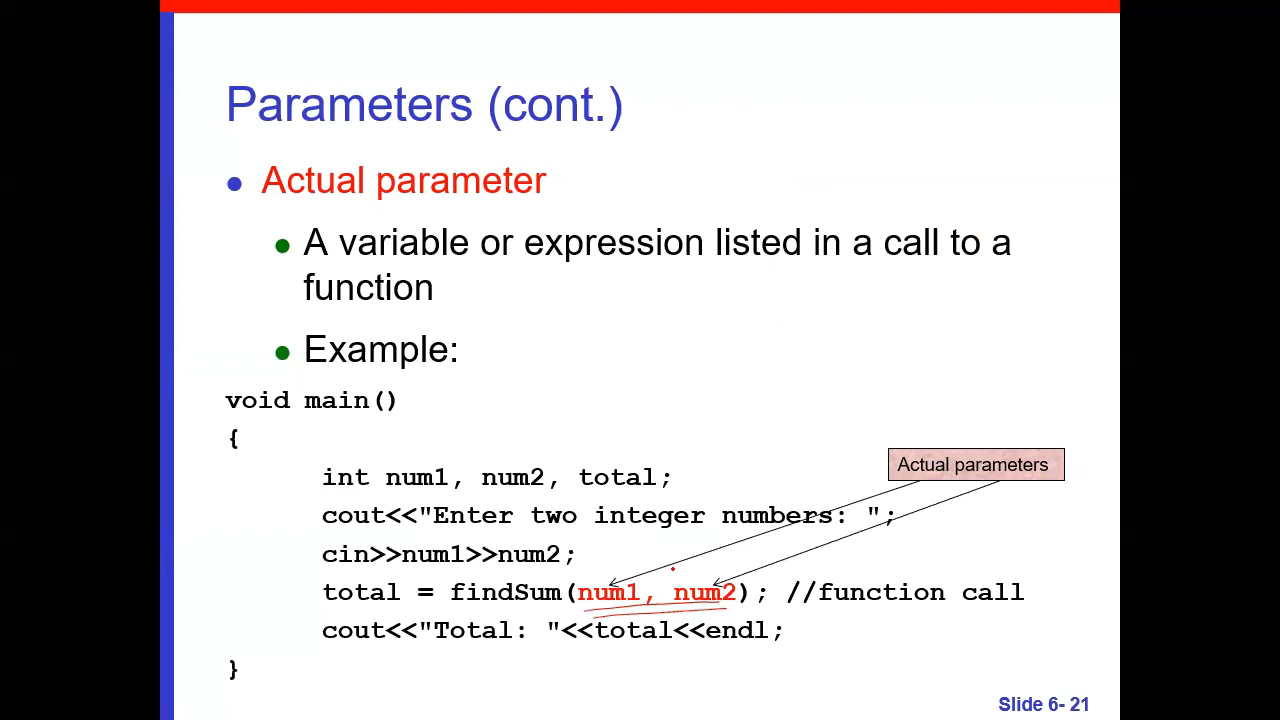 Parameters (cont.)
Actual parameter
A variable or expression listed in a call to a
function
Example:
void main()
{
int num1, num2, total;
Actual parameters
cout<<"Enter two integer numbers: ";
cin>>num1>>num2;
total = findSum(num1, num2); //function call
cout<<"Total: "<<total<<endl;
}
Slide 6- 21